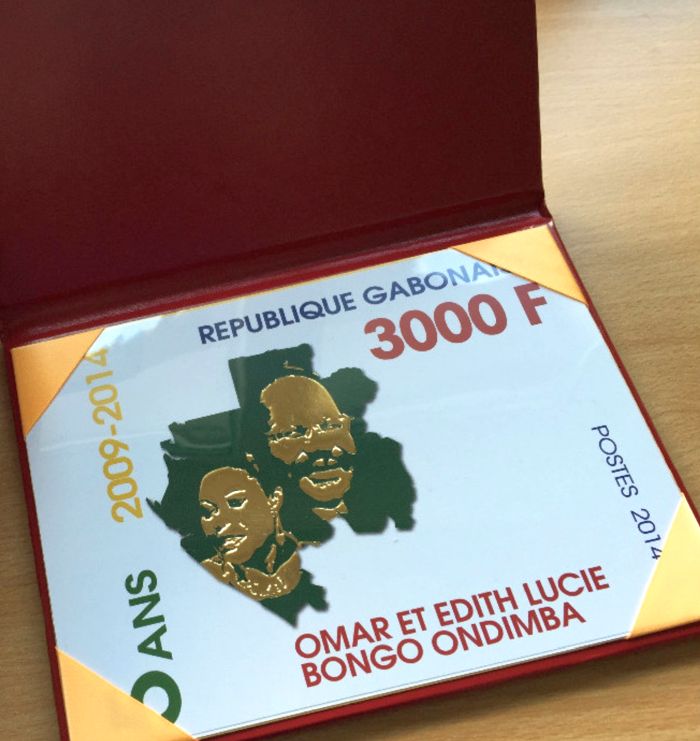 REPUBLIQUE GABONAI
3000 F
2009-2014
ANS
POSTES 2014
OMAR ET EDITH LUCIE
BONGO ONDIMBA